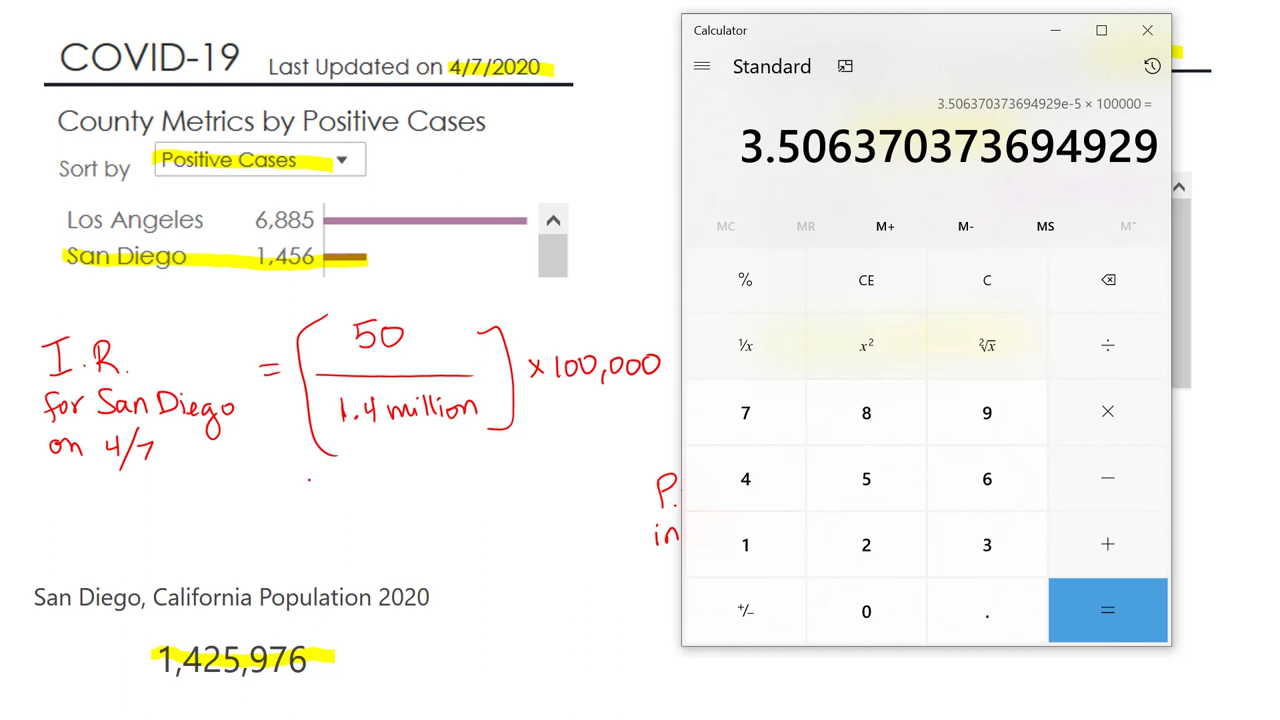 COVID-19 Last Updated on 4/7/2020
County Metrics by Positive Cases
Sort by Positive Cases
Los Angeles 6,885
San Diego 1,456
I.R. for San Diego on 4/7 = [ 50 / 1.4 million ] × 100,000
P.
in
San Diego, California Population 2020
1,425,976
Calculator
Standard
3.506370373694929e-5 × 100000 =
3.506370373694929
MC MR M+ M- MS M˅
% CE C
¹/x x² ²√x ÷
7 8 9 ×
4 5 6 −
1 2 3 +
+/− 0 . =